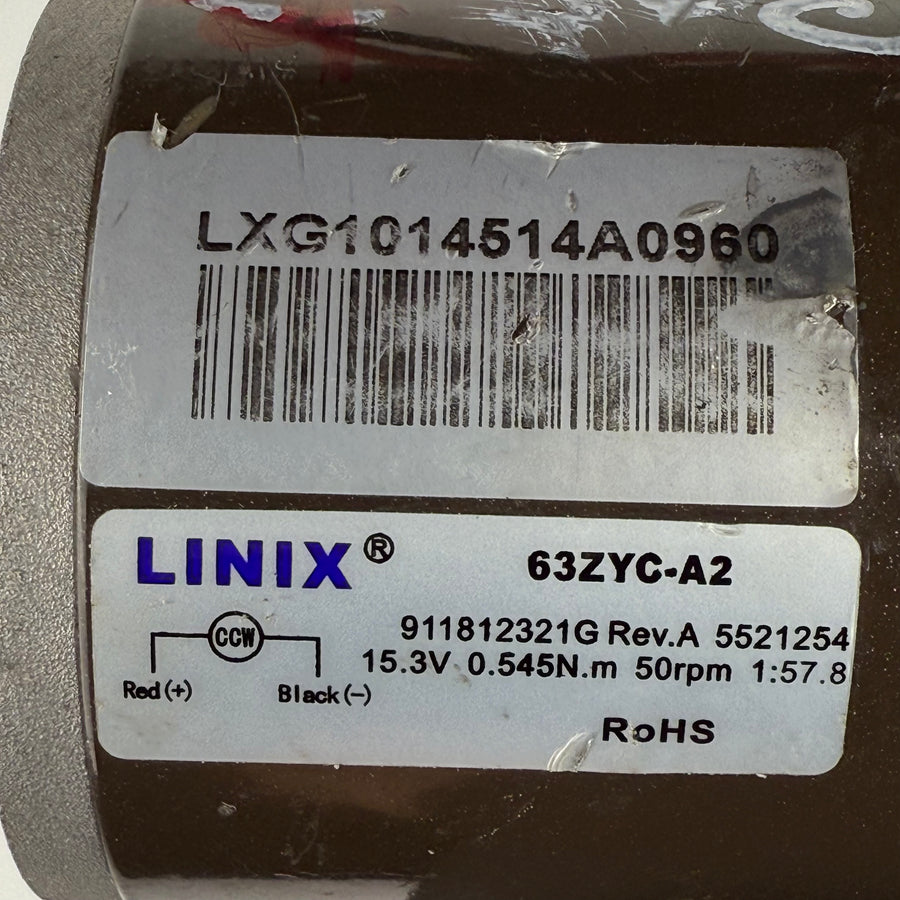 LXG1014514A0960
LINIX®
63ZYC-A2
CCW
Red(+)
Black(-)
911812321G Rev.A 5521254
15.3V 0.545N.m 50rpm 1:57.8
RoHS